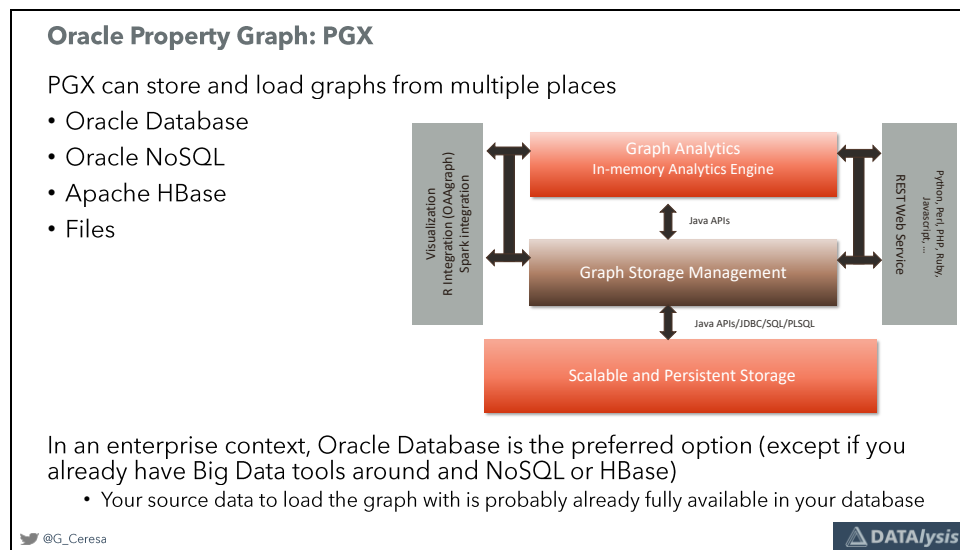 Oracle Property Graph: PGX
PGX can store and load graphs from multiple places
• Oracle Database
• Oracle NoSQL
• Apache HBase
• Files
Visualization
R Integration (OAAgraph)
Spark integration
Graph Analytics
In-memory Analytics Engine
Java APIs
Graph Storage Management
Java APIs/JDBC/SQL/PLSQL
Scalable and Persistent Storage
REST Web Service
Python, Perl, PHP, Ruby,
Javascript, ...
In an enterprise context, Oracle Database is the preferred option (except if you
already have Big Data tools around and NoSQL or HBase)
• Your source data to load the graph with is probably already fully available in your database
@G_Ceresa
DATAlysis